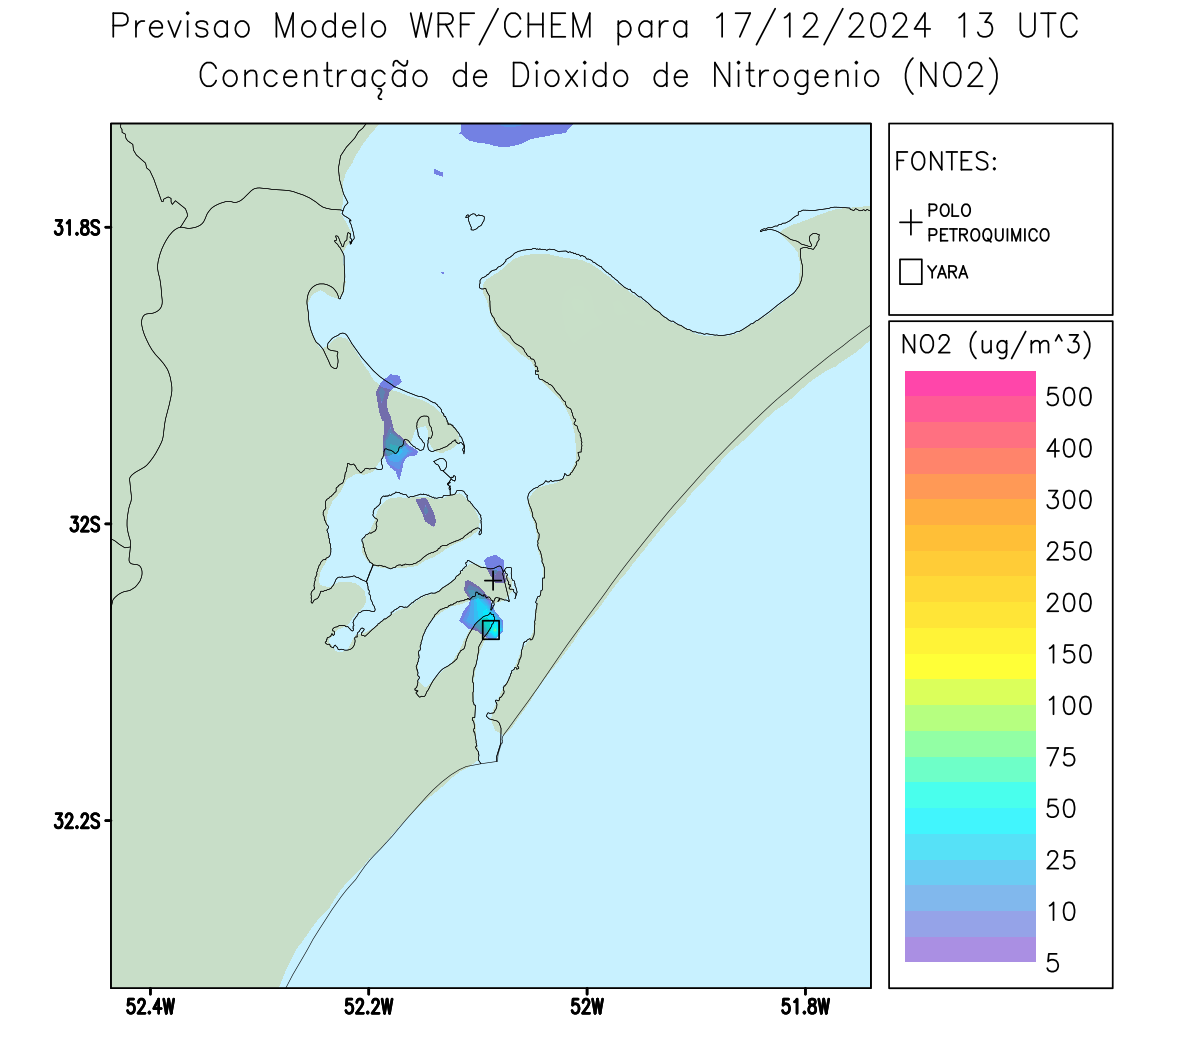 Previsao Modelo WRF/CHEM para 17/12/2024 13 UTC
Concentração de Dioxido de Nitrogenio (NO2)
31.8S
32S
32.2S
52.4W
52.2W
52W
51.8W
FONTES:
POLO
PETROQUIMICO
YARA
NO2 (ug/m^3)
500
400
300
250
200
150
100
75
50
25
10
5